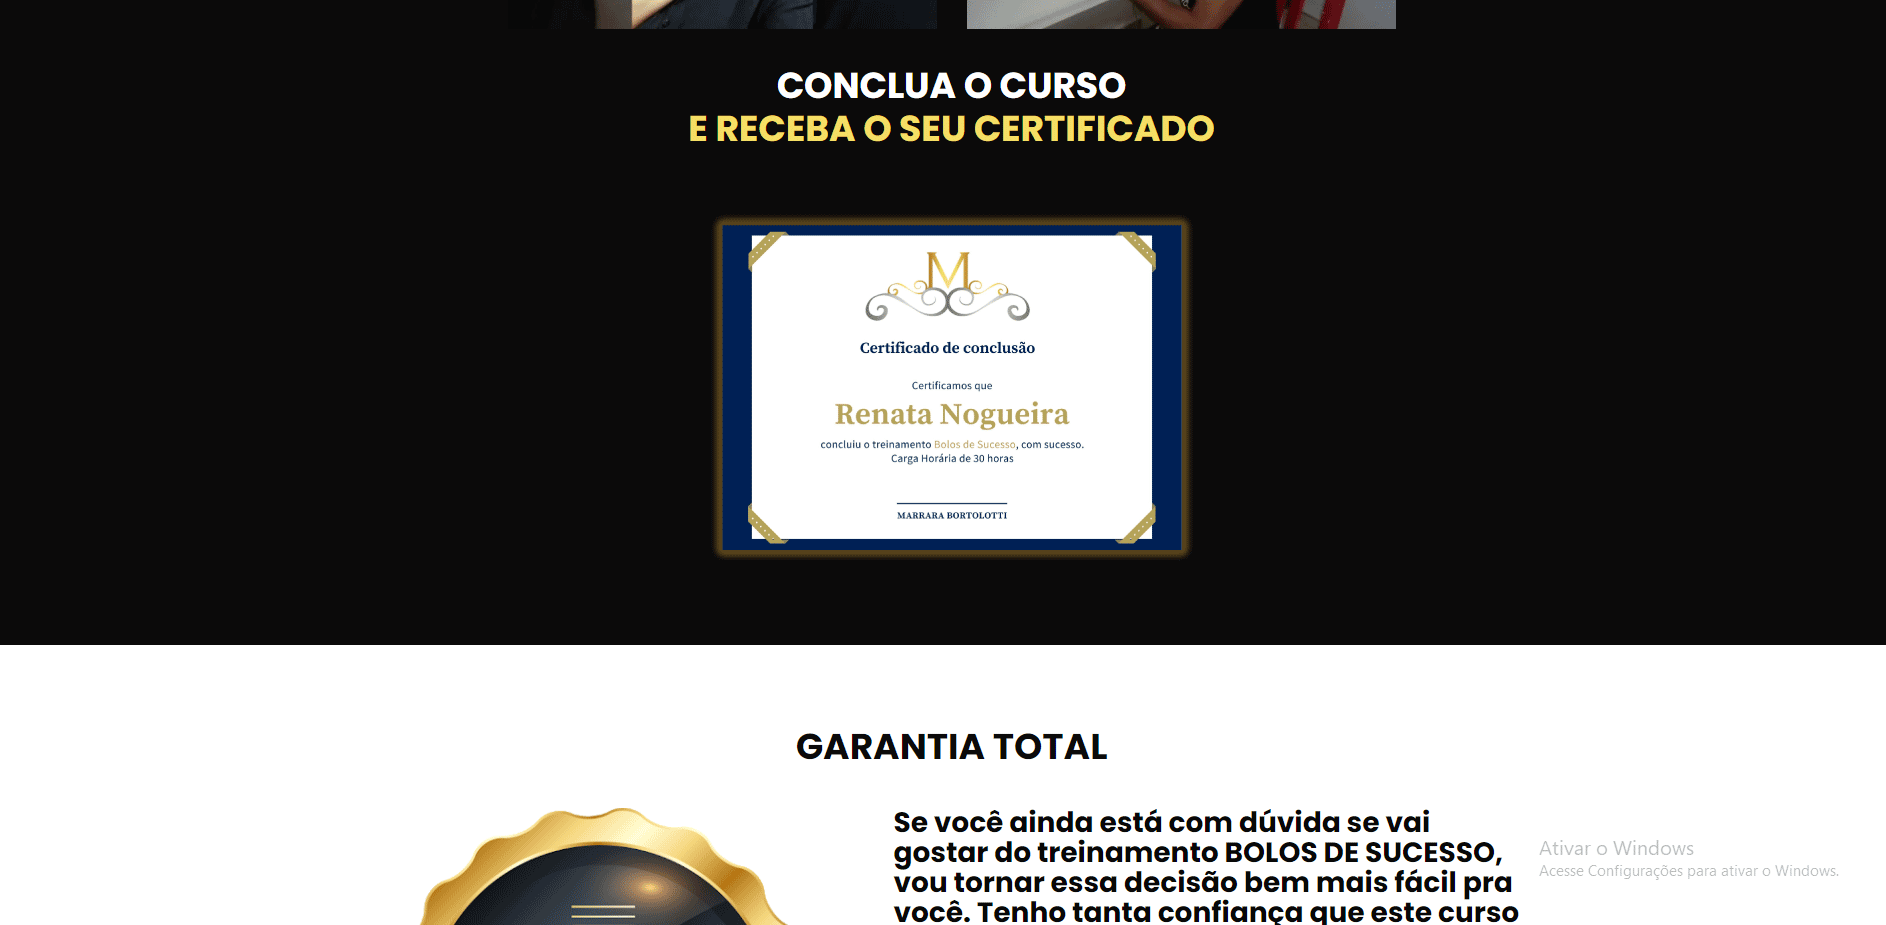 CONCLUA O CURSO
E RECEBA O SEU CERTIFICADO
M
Certificado de conclusão
Certificamos que
Renata Nogueira
concluiu o treinamento Bolos de Sucesso, com sucesso.
Carga Horária de 30 horas
MARRARA BORTOLOTTI
GARANTIA TOTAL
Se você ainda está com dúvida se vai
gostar do treinamento BOLOS DE SUCESSO,
vou tornar essa decisão bem mais fácil pra
você. Tenho tanta confiança que este curso
Ativar o Windows
Acesse Configurações para ativar o Windows.